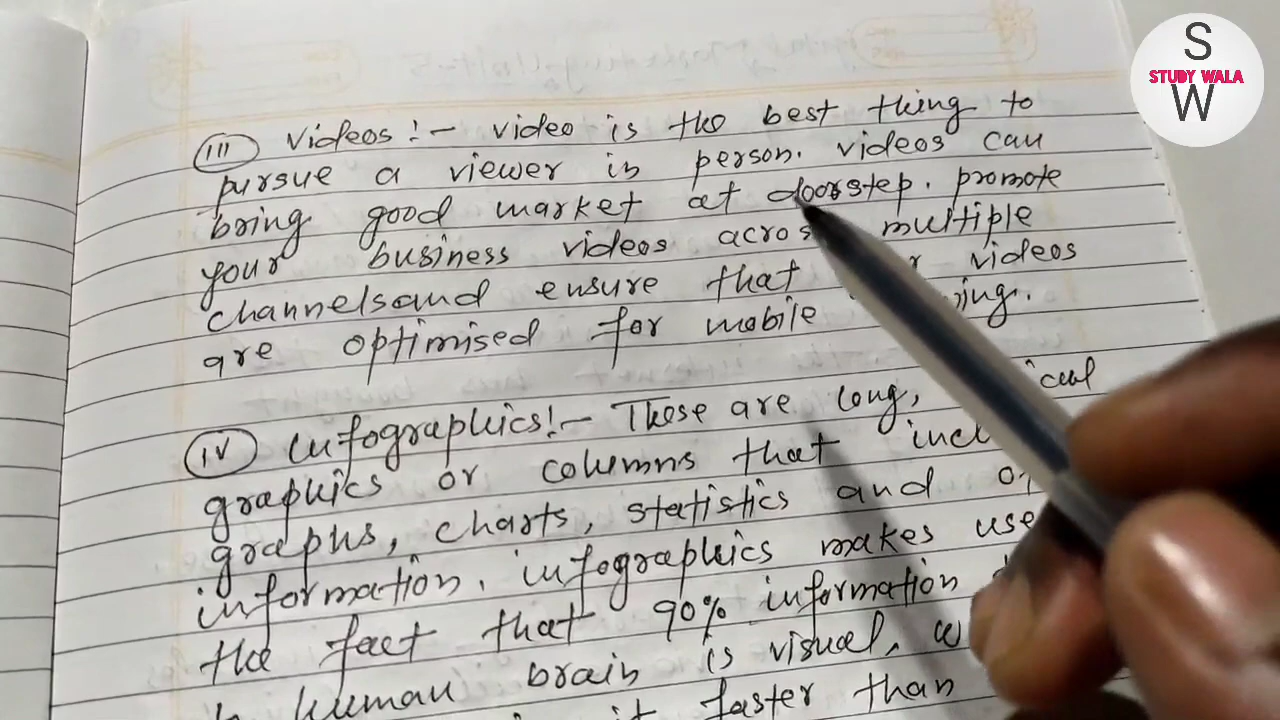 S
STUDY WALA
W
III Videos:- video is the best thing to
pursue a viewer in person. videos can
bring good market at doorstep. promote
your business videos across multiple
channels and ensure that videos
are optimised for mobile
IV Infographics:- These are long,
graphics or columns that
graphs, charts, statistics and
information. infographics makes use
the fact that 90% information
human brain is visual,
it faster than